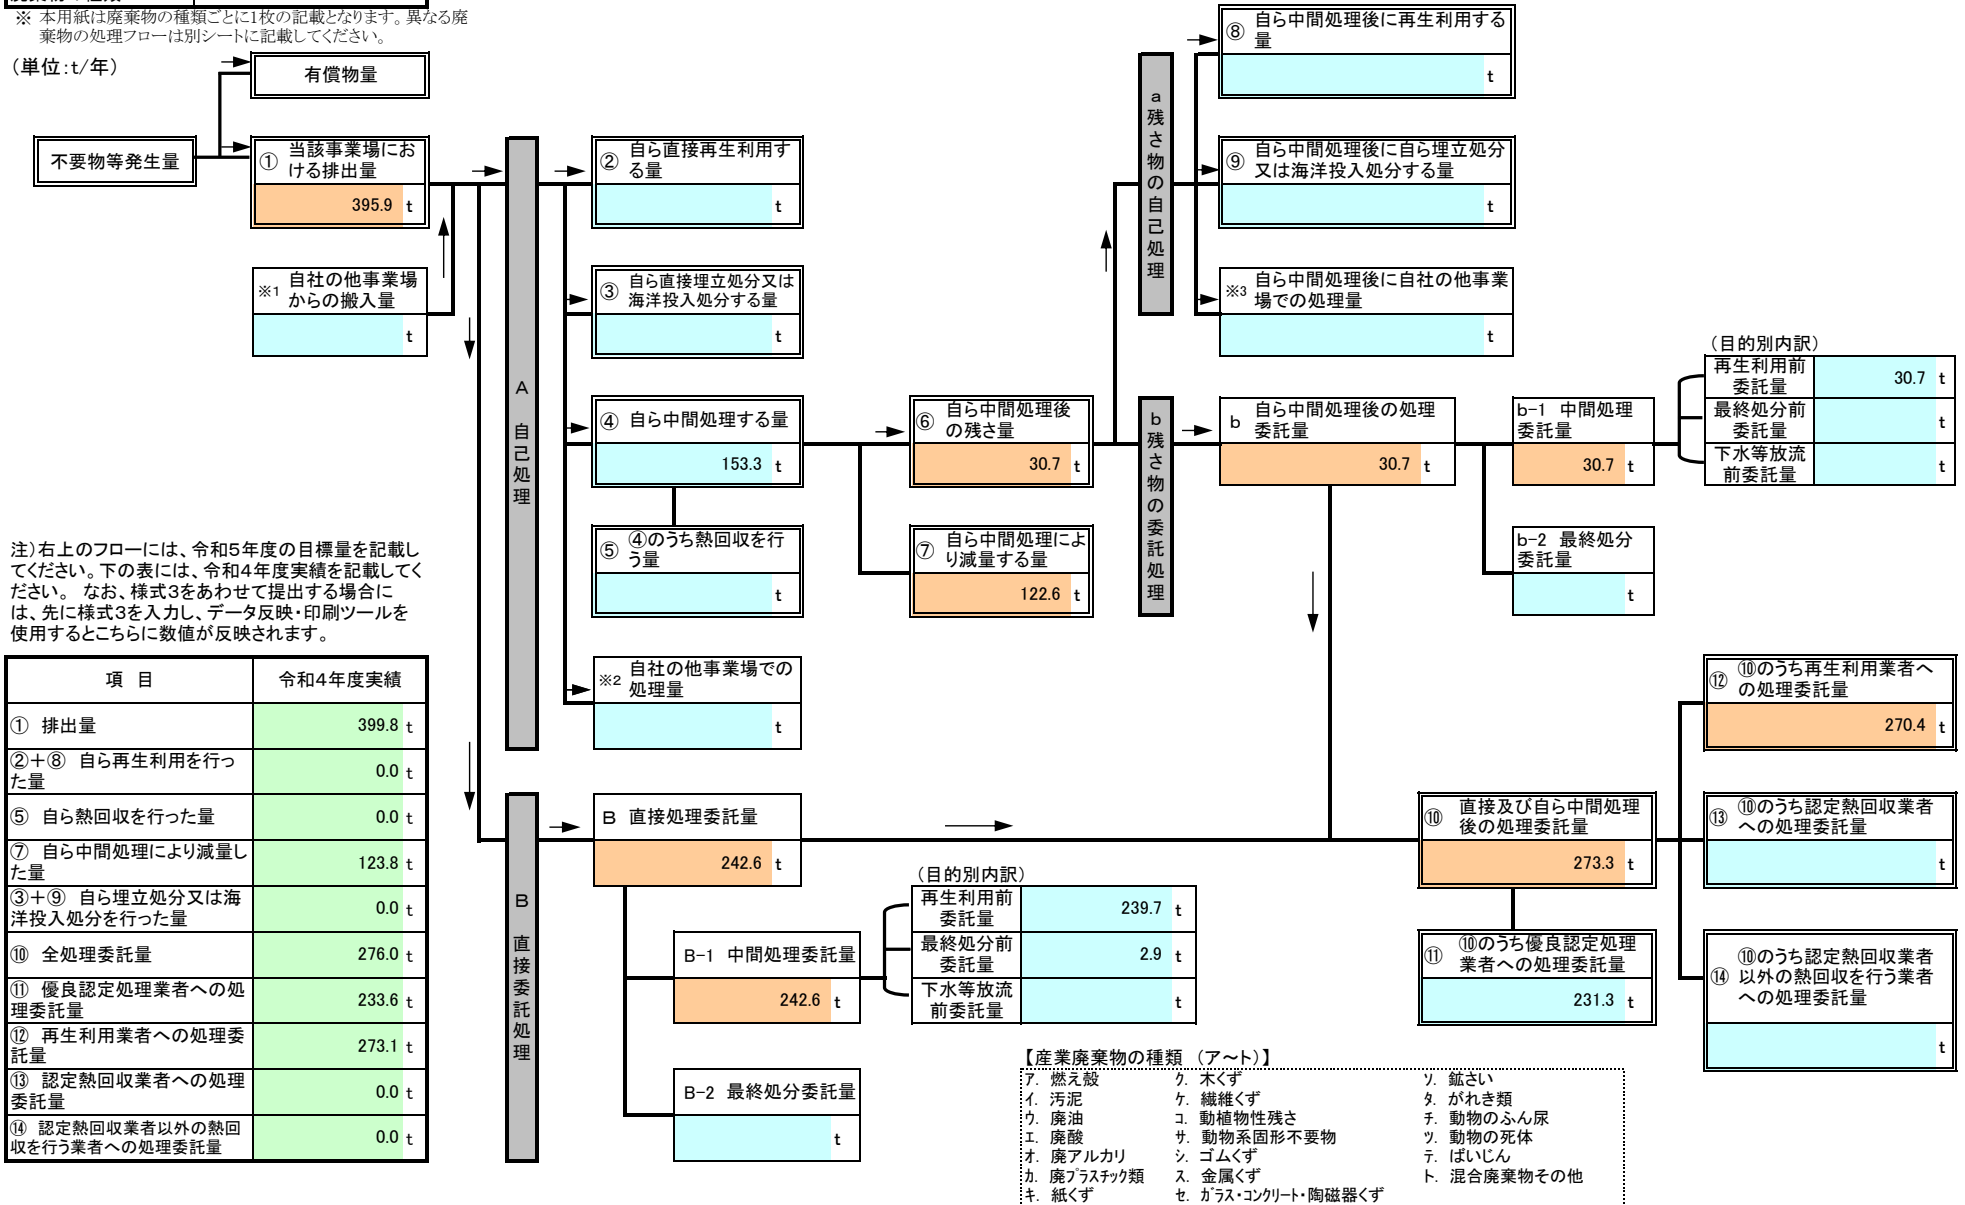 ※ 本用紙は廃棄物の種類ごとに1枚の記載となります。異なる廃
棄物の処理フローは別シートに記載してください。
（単位:t/年）
有償物量
不要物等発生量
① 当該事業場にお
ける排出量
395.9 t
※1 自社の他事業場
からの搬入量
t
A 自己処理
② 自ら直接再生利用す
る量
t
③ 自ら直接埋立処分又は
海洋投入処分する量
t
④ 自ら中間処理する量
153.3 t
⑤ ④のうち熱回収を行
う量
t
※2 自社の他事業場での
処理量
t
⑥ 自ら中間処理後
の残さ量
30.7 t
⑦ 自ら中間処理によ
り減量する量
122.6 t
a 残さ物の自己処理
⑧ 自ら中間処理後に再生利用する
量
t
⑨ 自ら中間処理後に自ら埋立処分
又は海洋投入処分する量
t
※3 自ら中間処理後に自社の他事業
場での処理量
t
b 残さ物の委託処理
b 自ら中間処理後の処理
委託量
30.7 t
b-1 中間処理
委託量
30.7 t
b-2 最終処分
委託量
t
（目的別内訳）
再生利用前
委託量
30.7 t
最終処分前
委託量
t
下水等放流
前委託量
t
注）右上のフローには、令和5年度の目標量を記載し
てください。下の表には、令和4年度実績を記載してく
ださい。 なお、様式3をあわせて提出する場合に
は、先に様式3を入力し、データ反映・印刷ツールを
使用するとこちらに数値が反映されます。
項 目 令和4年度実績
① 排出量 399.8 t
②＋⑧ 自ら再生利用を行っ
た量 0.0 t
⑤ 自ら熱回収を行った量 0.0 t
⑦ 自ら中間処理により減量し
た量 123.8 t
③＋⑨ 自ら埋立処分又は海
洋投入処分を行った量 0.0 t
⑩ 全処理委託量 276.0 t
⑪ 優良認定処理業者への処
理委託量 233.6 t
⑫ 再生利用業者への処理委
託量 273.1 t
⑬ 認定熱回収業者への処理
委託量 0.0 t
⑭ 認定熱回収業者以外の熱回
収を行う業者への処理委託量 0.0 t
B 直接委託処理
B 直接処理委託量
242.6 t
B-1 中間処理委託量
242.6 t
B-2 最終処分委託量
t
（目的別内訳）
再生利用前
委託量
239.7 t
最終処分前
委託量
2.9 t
下水等放流
前委託量
t
⑩ 直接及び自ら中間処理
後の処理委託量
273.3 t
⑪ ⑩のうち優良認定処理
業者への処理委託量
231.3 t
⑫ ⑩のうち再生利用業者へ
の処理委託量
270.4 t
⑬ ⑩のうち認定熱回収業者
への処理委託量
t
⑭ ⑩のうち認定熱回収業者
以外の熱回収を行う業者
への処理委託量
t
【産業廃棄物の種類 （ア～ト）】
ア. 燃え殻 ク. 木くず ソ. 鉱さい
イ. 汚泥 ケ. 繊維くず タ. がれき類
ウ. 廃油 コ. 動植物性残さ チ. 動物のふん尿
エ. 廃酸 サ. 動物系固形不要物 ツ. 動物の死体
オ. 廃アルカリ シ. ゴムくず テ. ばいじん
カ. 廃プラスチック類 ス. 金属くず ト. 混合廃棄物その他
キ. 紙くず セ. ガラス・コンクリート・陶磁器くず